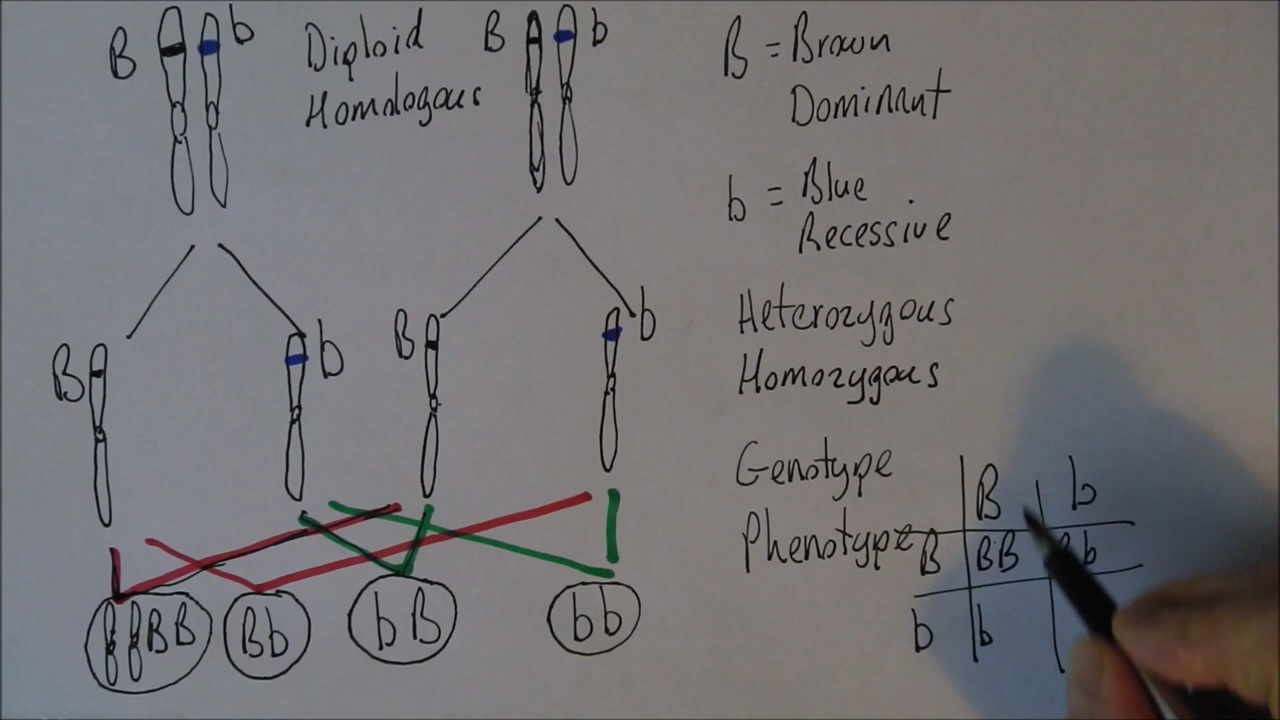 B b Diploid B b
Homologous
B = Brown
Dominant
b = Blue
Recessive
B b B b
Heterozygous
Homozygous
Genotype
Phenotype
B b
B BB b
b b
BB Bb bB bb